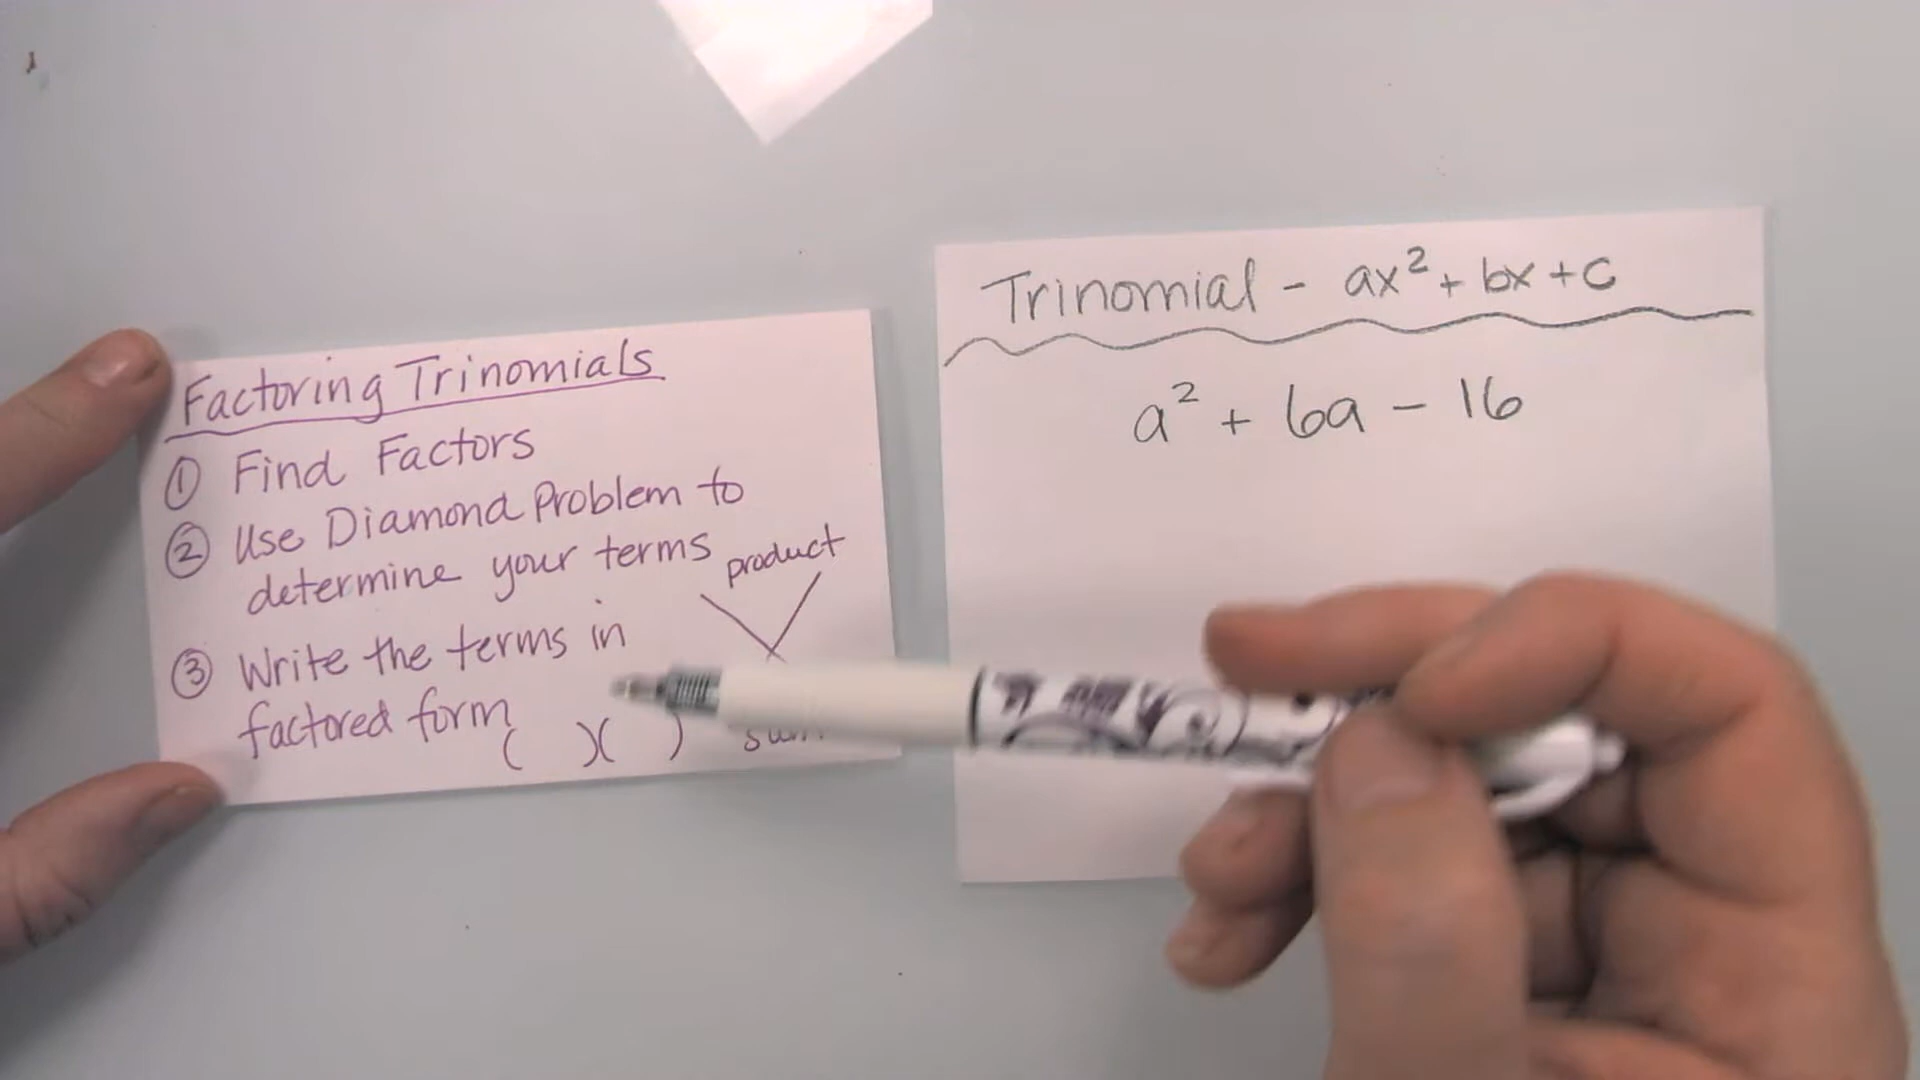 Factoring Trinomials
① Find Factors
② Use Diamond Problem to
determine your terms
product
③ Write the terms in
factored form
( )( )
Trinomial - ax² + bx + c
a² + 6a - 16